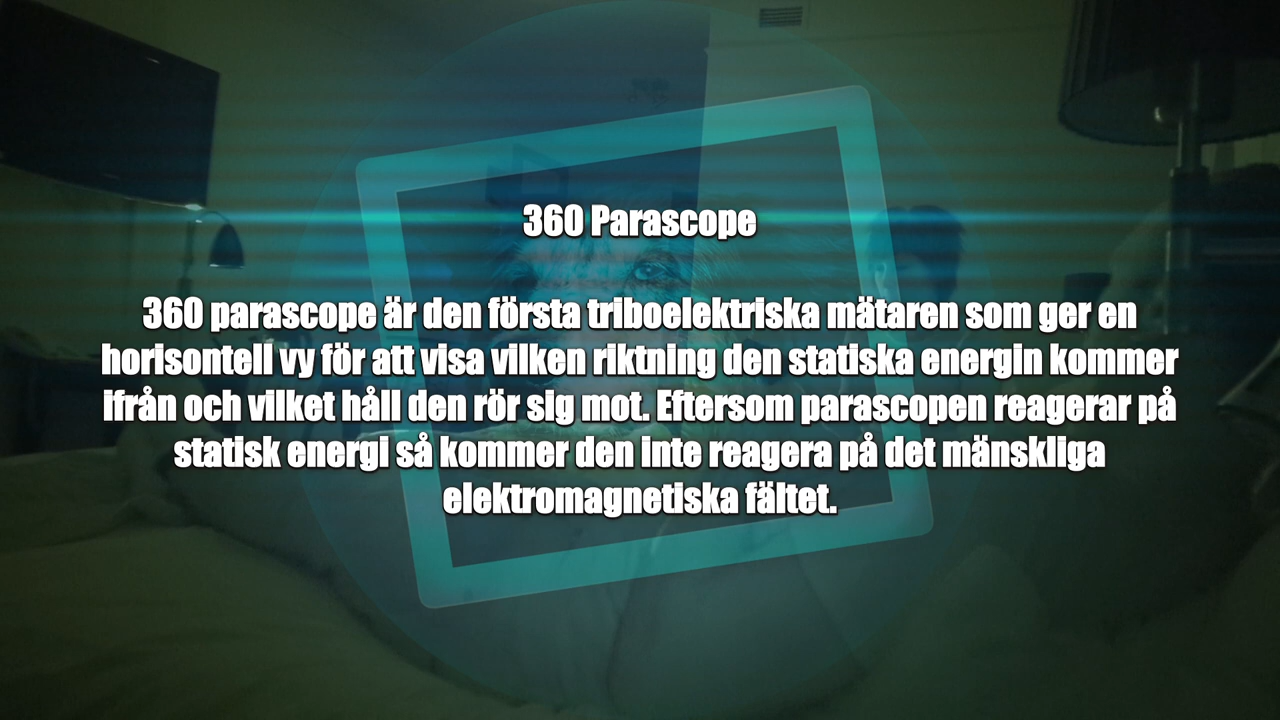 360 Parascope
360 parascope är den första triboelektriska mätaren som ger en
horisontell vy för att visa vilken riktning den statiska energin kommer
ifrån och vilket håll den rör sig mot. Eftersom parascopen reagerar på
statisk energi så kommer den inte reagera på det mänskliga
elektromagnetiska fältet.